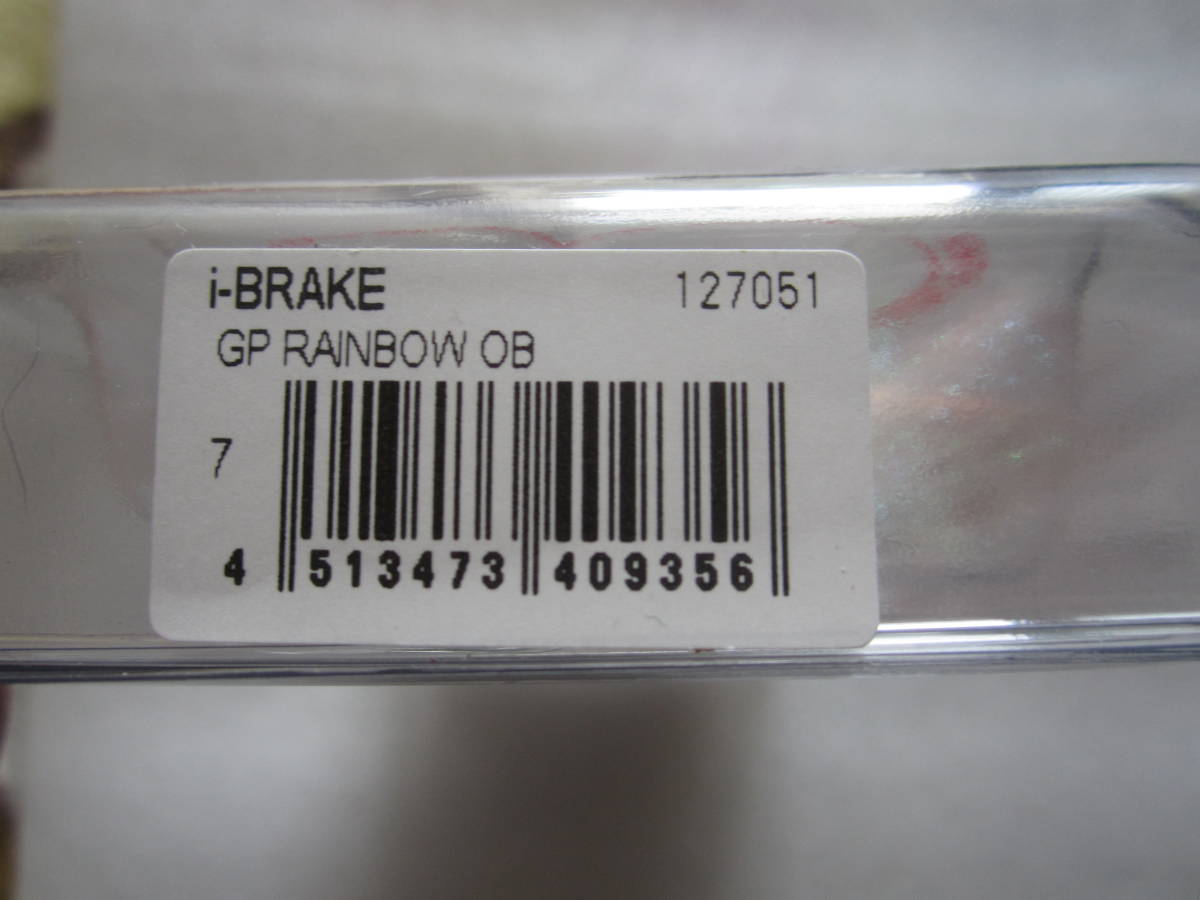 i-BRAKE 127051
GP RAINBOW OB
7
4 513473 409356